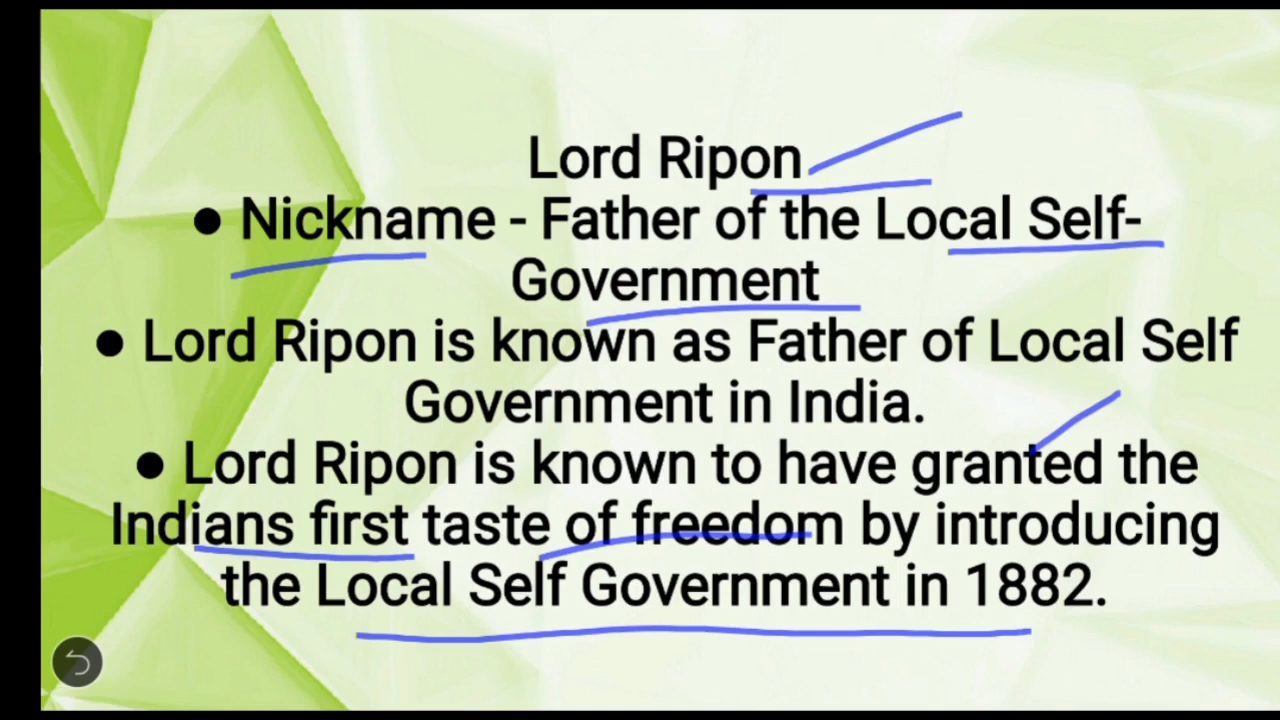 Lord Ripon
● Nickname - Father of the Local Self-
Government
● Lord Ripon is known as Father of Local Self
Government in India.
● Lord Ripon is known to have granted the
Indians first taste of freedom by introducing
the Local Self Government in 1882.